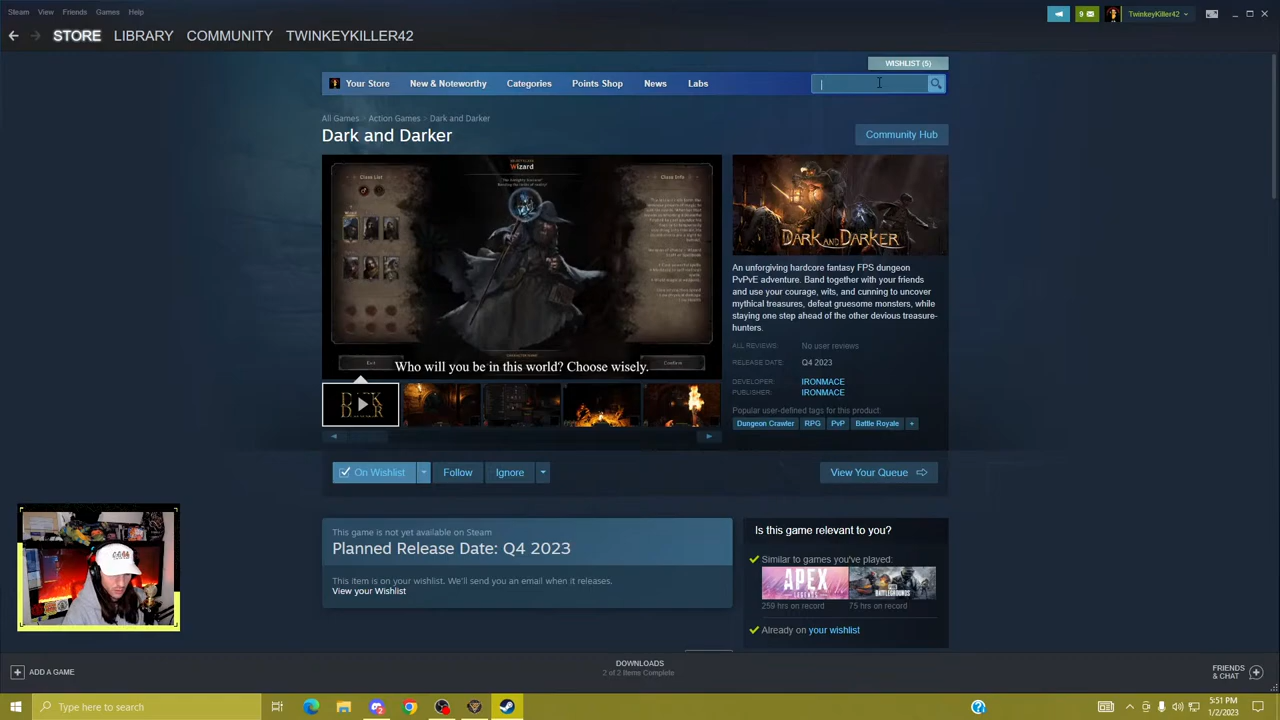 Steam View Friends Games Help
9
TwinkeyKiller42
STORE LIBRARY COMMUNITY TWINKEYKILLER42
WISHLIST (5)
Your Store New & Noteworthy Categories Points Shop News Labs
All Games > Action Games > Dark and Darker
Dark and Darker
Community Hub
Class List
Wizard
Class Info
Exit
Confirm
Who will you be in this world? Choose wisely.
DARK AND DARKER
An unforgiving hardcore fantasy FPS dungeon
PvPvE adventure. Band together with your friends
and use your courage, wits, and cunning to uncover
mythical treasures, defeat gruesome monsters, while
staying one step ahead of the other devious treasure-
hunters.
ALL REVIEWS: No user reviews
RELEASE DATE: Q4 2023
DEVELOPER: IRONMACE
PUBLISHER: IRONMACE
Popular user-defined tags for this product:
Dungeon Crawler RPG PvP Battle Royale +
On Wishlist Follow Ignore
View Your Queue
This game is not yet available on Steam
Planned Release Date: Q4 2023
This item is on your wishlist. We'll send you an email when it releases.
View your Wishlist
Is this game relevant to you?
Similar to games you've played:
APEX
LEGENDS
BATTLEGROUNDS
259 hrs on record 75 hrs on record
Already on your wishlist
ADD A GAME
DOWNLOADS
2 of 2 Items Complete
FRIENDS
& CHAT
Type here to search
5:51 PM
1/2/2023